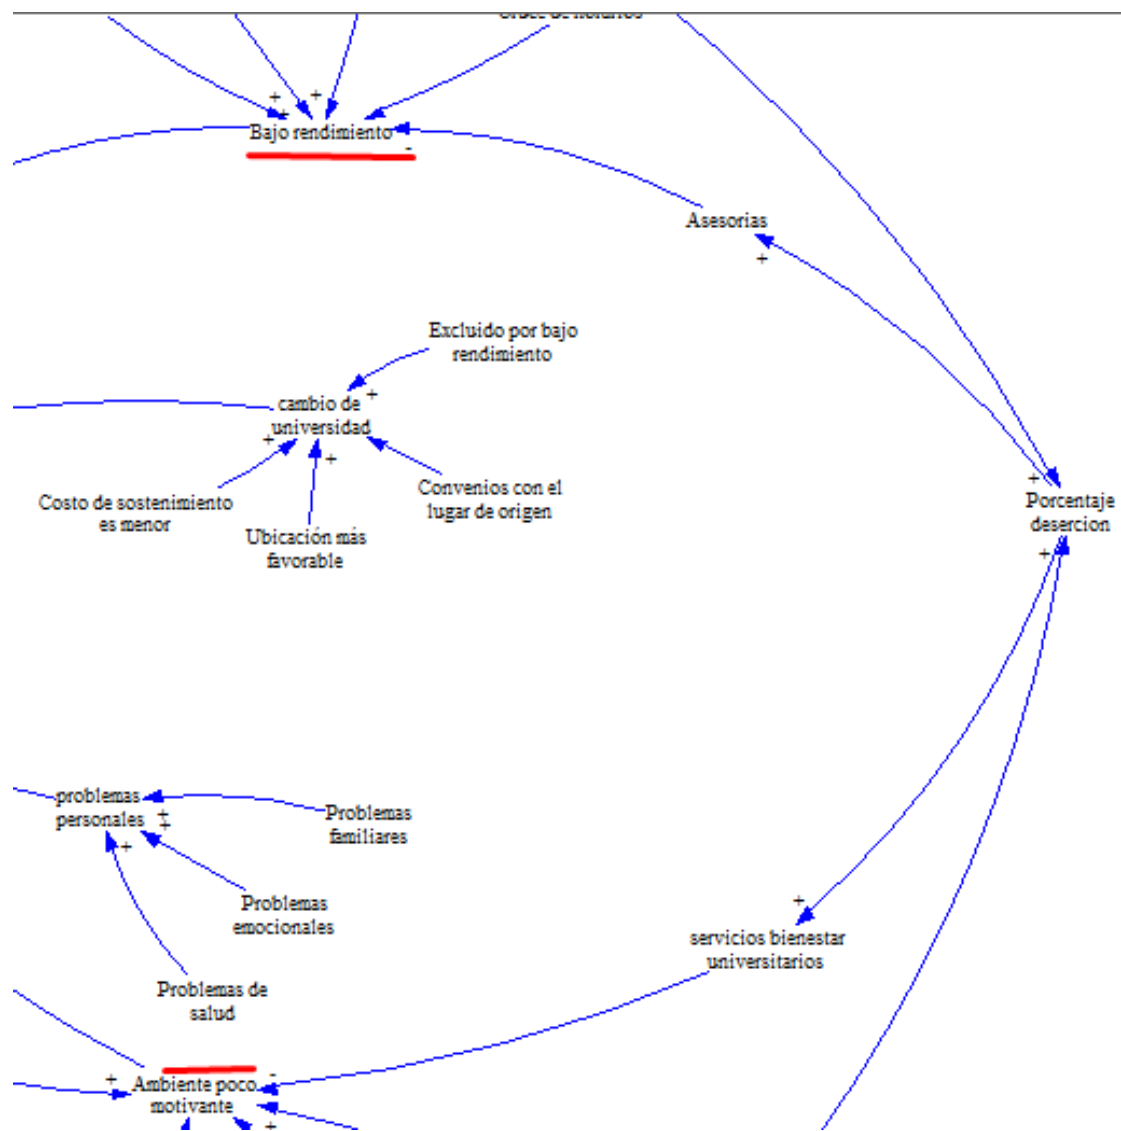 Bajo rendimiento
Asesorias
Excluido por bajo
rendimiento
cambio de
universidad
Costo de sostenimiento
es menor
Convenios con el
lugar de origen
Ubicación más
favorable
Porcentaje
desercion
problemas
personales
Problemas
familiares
Problemas
emocionales
servicios bienestar
universitarios
Problemas de
salud
Ambiente poco
motivante